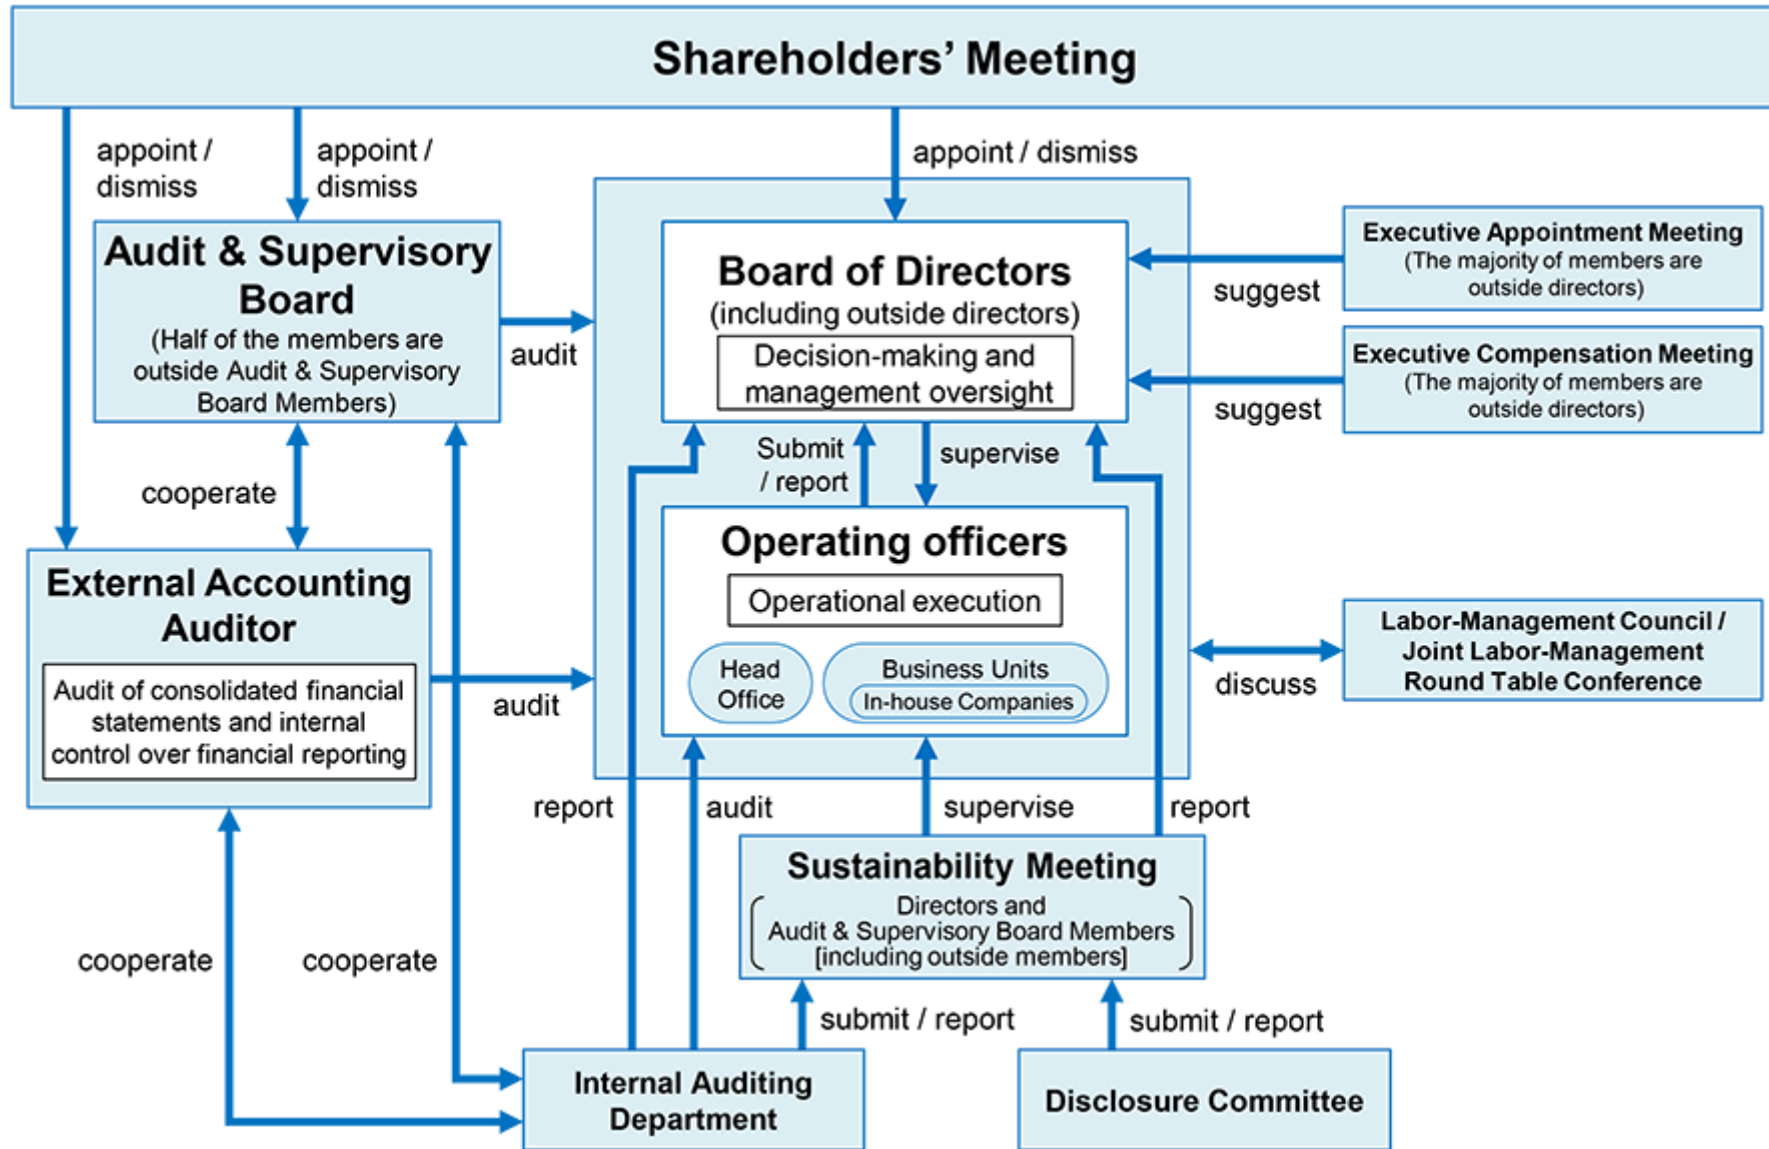 Shareholders’ Meeting
appoint /
dismiss
appoint /
dismiss
appoint / dismiss
Audit & Supervisory
Board
(Half of the members are
outside Audit & Supervisory
Board Members)
audit
Board of Directors
(including outside directors)
Decision-making and
management oversight
Executive Appointment Meeting
(The majority of members are
outside directors)
suggest
Executive Compensation Meeting
(The majority of members are
outside directors)
suggest
cooperate
Submit
/ report
supervise
External Accounting
Auditor
Audit of consolidated financial
statements and internal
control over financial reporting
audit
Operating officers
Operational execution
Head
Office
Business Units
In-house Companies
Labor-Management Council /
Joint Labor-Management
Round Table Conference
discuss
report
audit
supervise
report
Sustainability Meeting
Directors and
Audit & Supervisory Board Members
[including outside members]
cooperate
cooperate
submit / report
submit / report
Internal Auditing
Department
Disclosure Committee